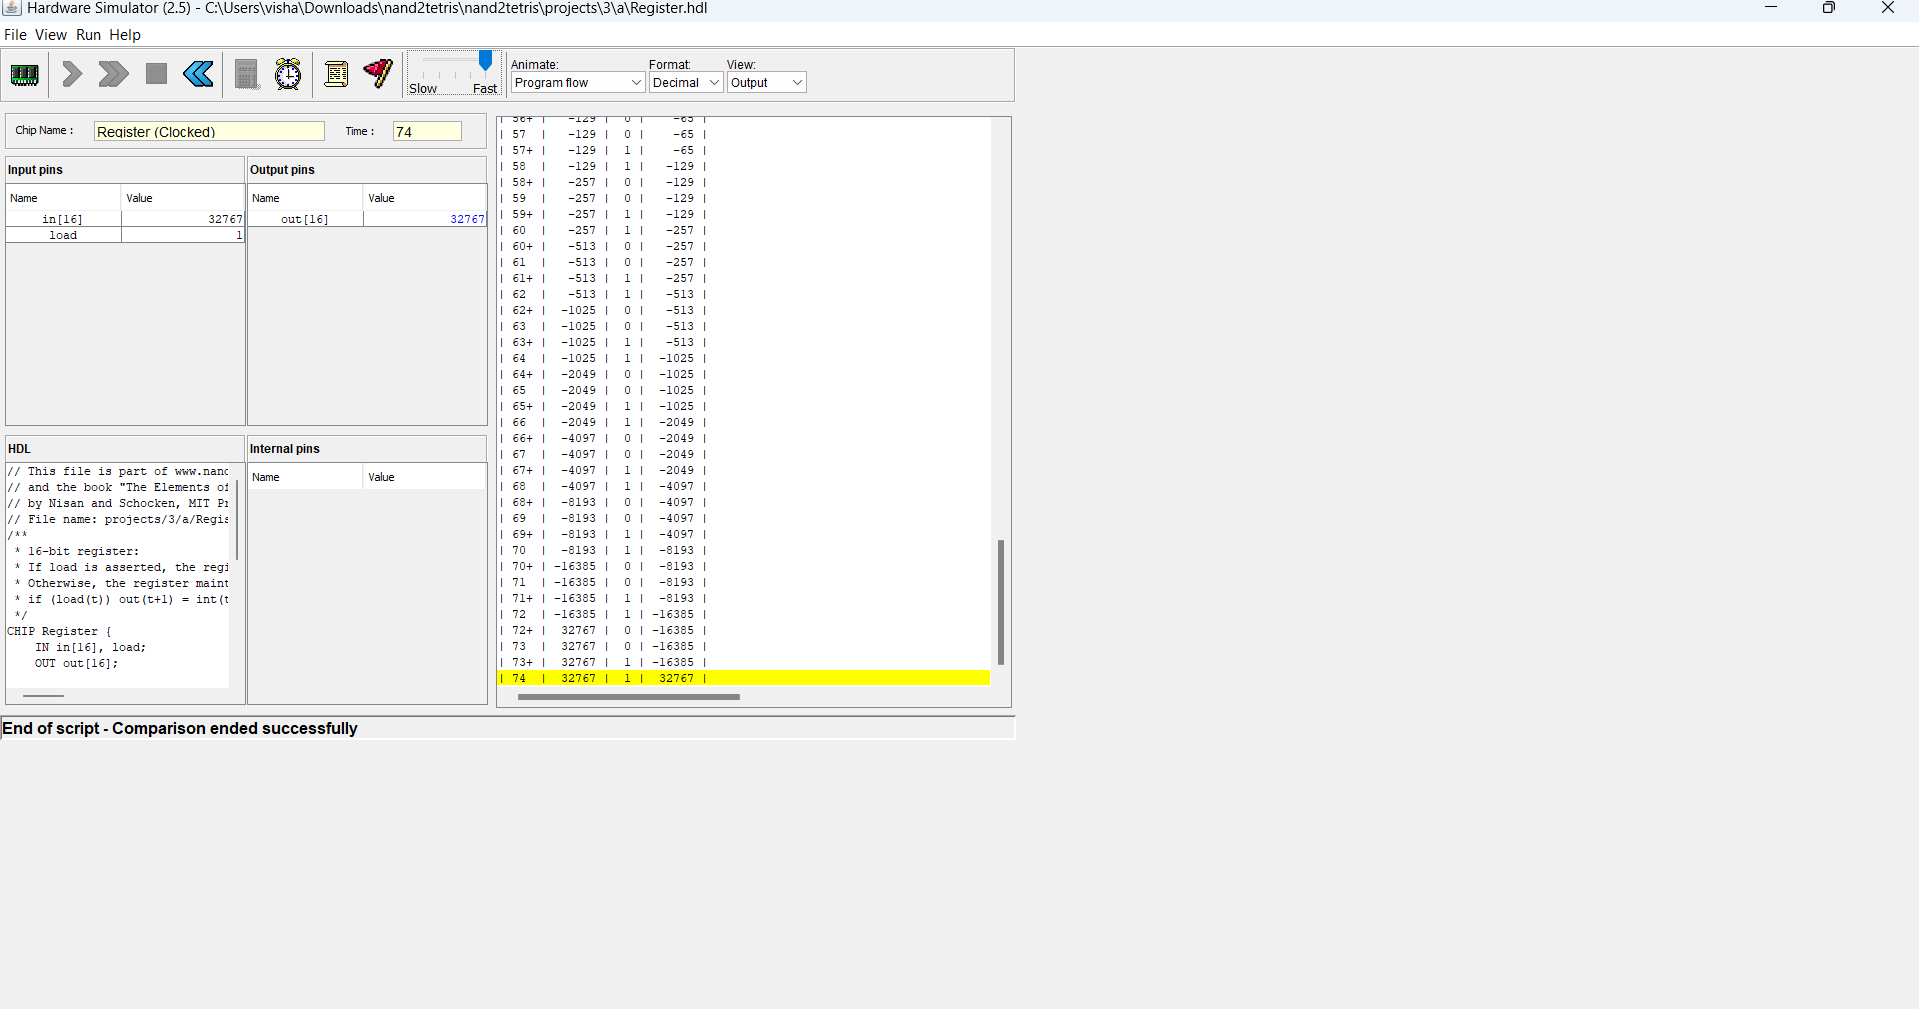 Hardware Simulator (2.5) - C:\Users\visha\Downloads\nand2tetris\nand2tetris\projects\3\a\Register.hdl
File View Run Help
Animate: Format: View:
Slow Fast Program flow Decimal Output
Chip Name : Register (Clocked) Time : 74
Input pins
Name Value
in[16] 32767
load 1
Output pins
Name Value
out[16] 32767
HDL
// This file is part of www.nand
// and the book "The Elements of
// by Nisan and Schocken, MIT Pr
// File name: projects/3/a/Regis
/**
* 16-bit register:
* If load is asserted, the regi
* Otherwise, the register maint
* if (load(t)) out(t+1) = int(t
*/
CHIP Register {
IN in[16], load;
OUT out[16];
Internal pins
Name Value
| 56+ | -129 | 0 | -65 |
| 57 | -129 | 0 | -65 |
| 57+ | -129 | 1 | -65 |
| 58 | -129 | 1 | -129 |
| 58+ | -257 | 0 | -129 |
| 59 | -257 | 0 | -129 |
| 59+ | -257 | 1 | -129 |
| 60 | -257 | 1 | -257 |
| 60+ | -513 | 0 | -257 |
| 61 | -513 | 0 | -257 |
| 61+ | -513 | 1 | -257 |
| 62 | -513 | 1 | -513 |
| 62+ | -1025 | 0 | -513 |
| 63 | -1025 | 0 | -513 |
| 63+ | -1025 | 1 | -513 |
| 64 | -1025 | 1 | -1025 |
| 64+ | -2049 | 0 | -1025 |
| 65 | -2049 | 0 | -1025 |
| 65+ | -2049 | 1 | -1025 |
| 66 | -2049 | 1 | -2049 |
| 66+ | -4097 | 0 | -2049 |
| 67 | -4097 | 0 | -2049 |
| 67+ | -4097 | 1 | -2049 |
| 68 | -4097 | 1 | -4097 |
| 68+ | -8193 | 0 | -4097 |
| 69 | -8193 | 0 | -4097 |
| 69+ | -8193 | 1 | -4097 |
| 70 | -8193 | 1 | -8193 |
| 70+ | -16385 | 0 | -8193 |
| 71 | -16385 | 0 | -8193 |
| 71+ | -16385 | 1 | -8193 |
| 72 | -16385 | 1 | -16385 |
| 72+ | 32767 | 0 | -16385 |
| 73 | 32767 | 0 | -16385 |
| 73+ | 32767 | 1 | -16385 |
| 74 | 32767 | 1 | 32767 |
End of script - Comparison ended successfully